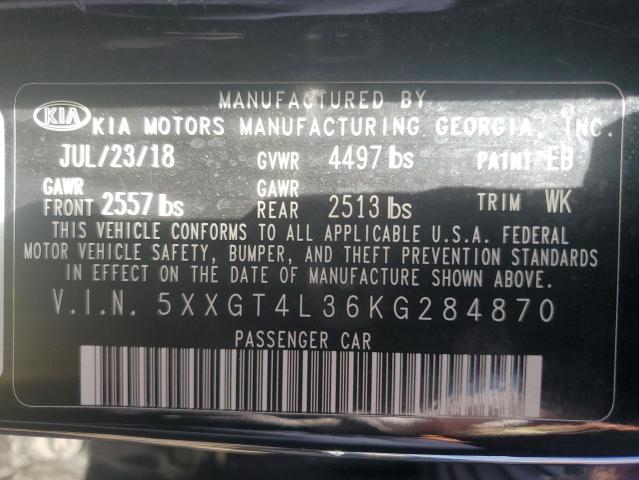 MANUFACTURED BY
KIA KIA MOTORS MANUFACTURING GEORGIA, INC.
JUL/23/18 GVWR 4497 lbs PAINT EB
GAWR FRONT 2557 lbs GAWR REAR 2513 lbs TRIM WK
THIS VEHICLE CONFORMS TO ALL APPLICABLE U.S.A. FEDERAL
MOTOR VEHICLE SAFETY, BUMPER, AND THEFT PREVENTION STANDARDS
IN EFFECT ON THE DATE OF MANUFACTURE SHOWN ABOVE.
V.I.N. 5XXGT4L36KG284870
PASSENGER CAR